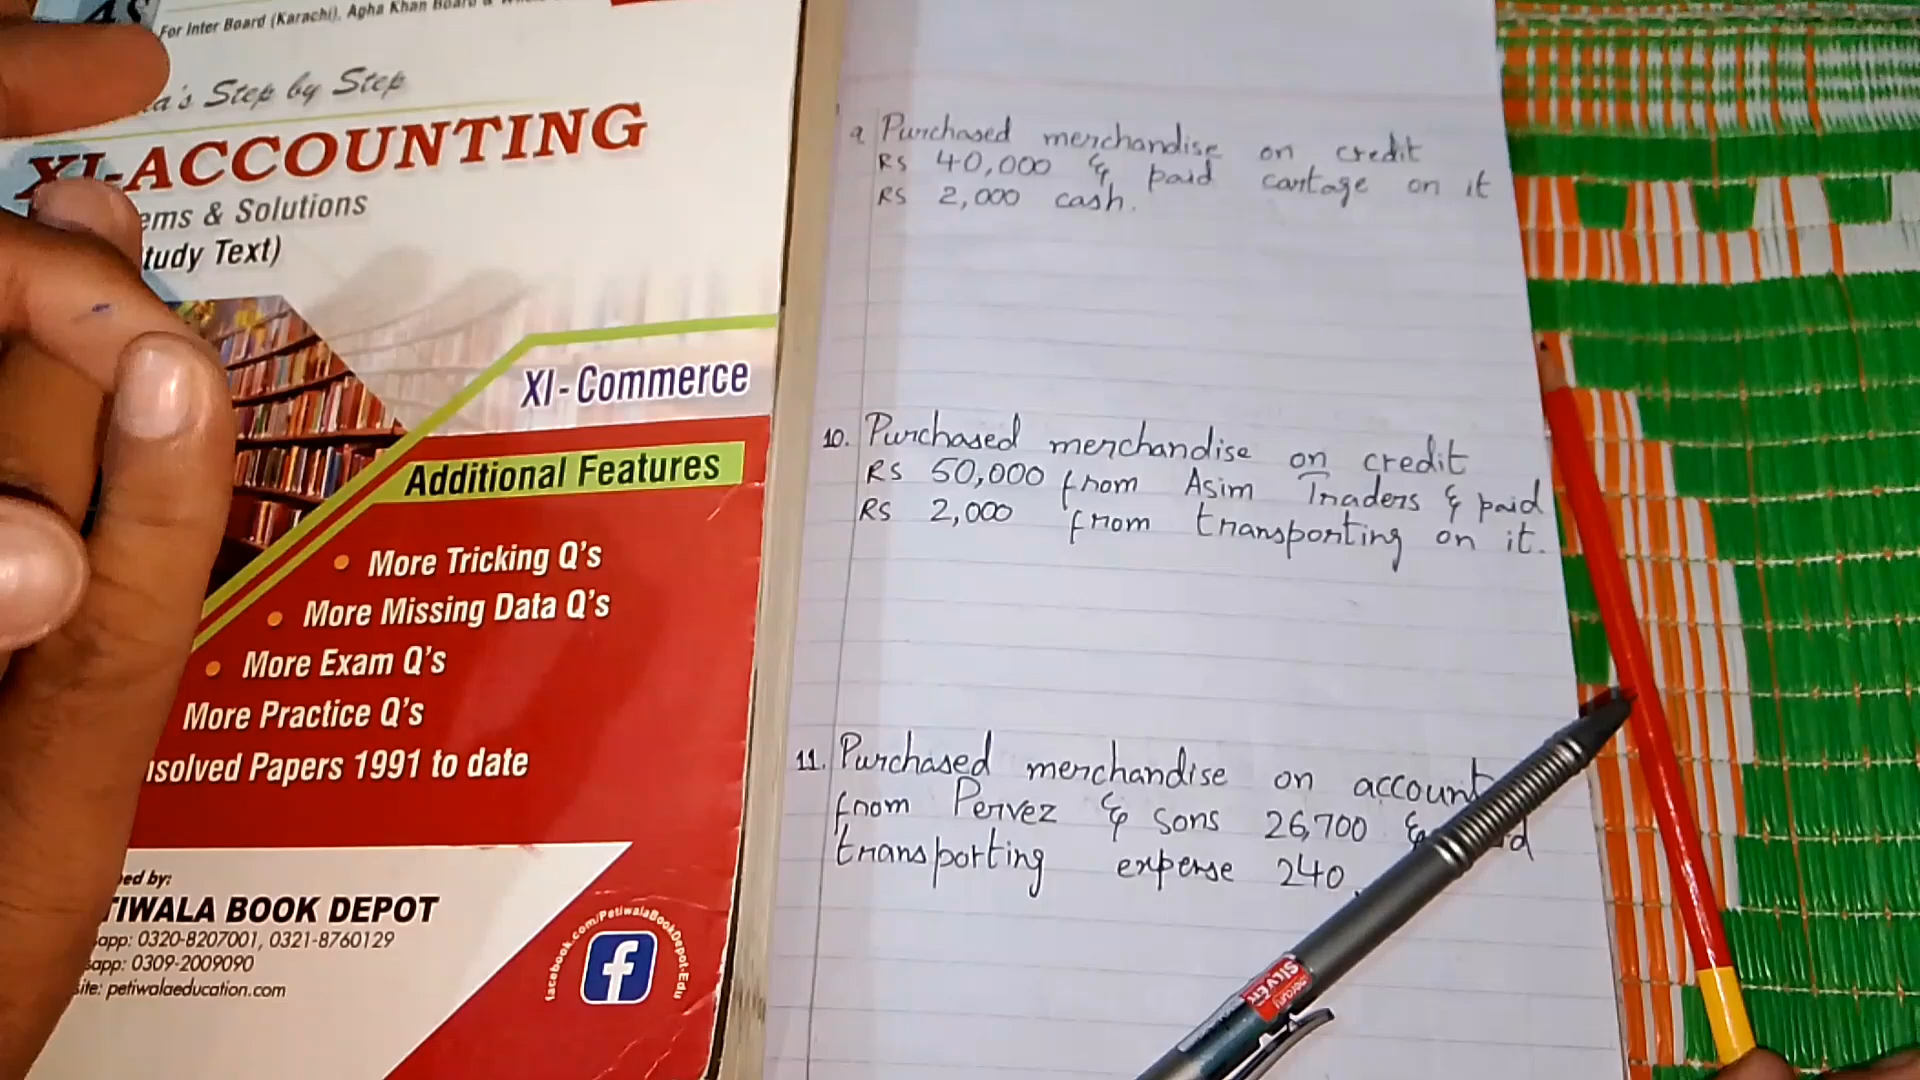 For Inter Board (Karachi), Agha Khan Board &
a's Step by Step
XI-ACCOUNTING
ems & Solutions
tudy Text)
XI - Commerce
Additional Features
• More Tricking Q's
• More Missing Data Q's
• More Exam Q's
More Practice Q's
solved Papers 1991 to date
ed by:
TIWALA BOOK DEPOT
app: 0320-8207001, 0321-8760129
sapp: 0309-2009090
site: petiwalaeducation.com
facebook.com/PetiwalaBookDepot-Edu
9 Purchased merchandise on credit
RS 40,000 & paid cartage on it
RS 2,000 cash.
10. Purchased merchandise on credit
RS 50,000 from Asim Traders & paid
RS 2,000 from transporting on it.
11. Purchased merchandise on account
from Pervez & Sons 26,700 &
transporting expense 240.
SILVER
mercury